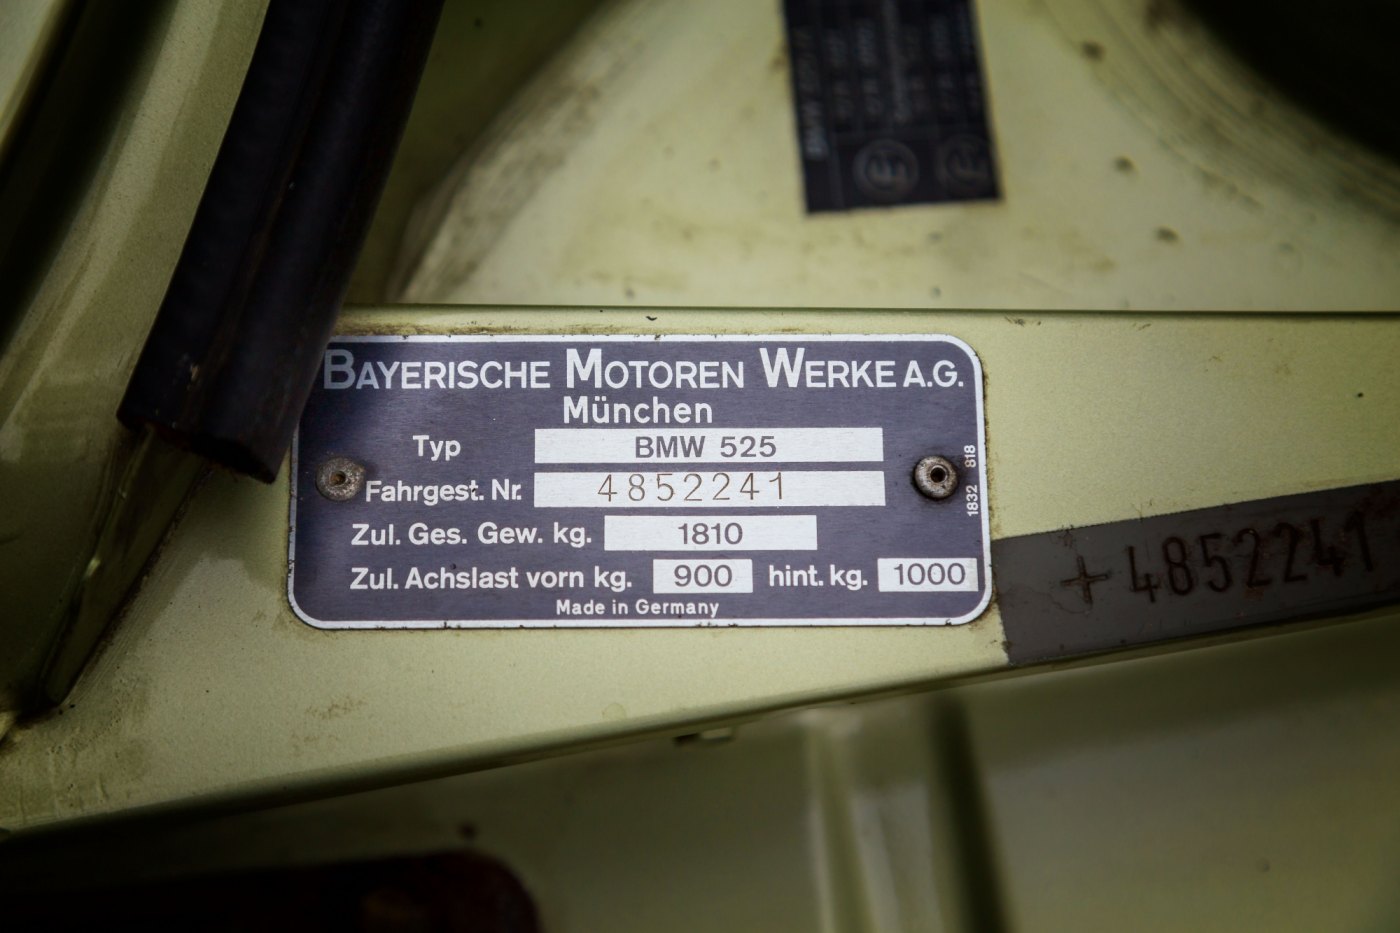 BAYERISCHE MOTOREN WERKE A.G.
München
Typ BMW 525
Fahrgest. Nr. 4852241
Zul. Ges. Gew. kg. 1810
Zul. Achslast vorn kg. 900 hint. kg. 1000
Made in Germany
1832 818
+ 4852241
E
E